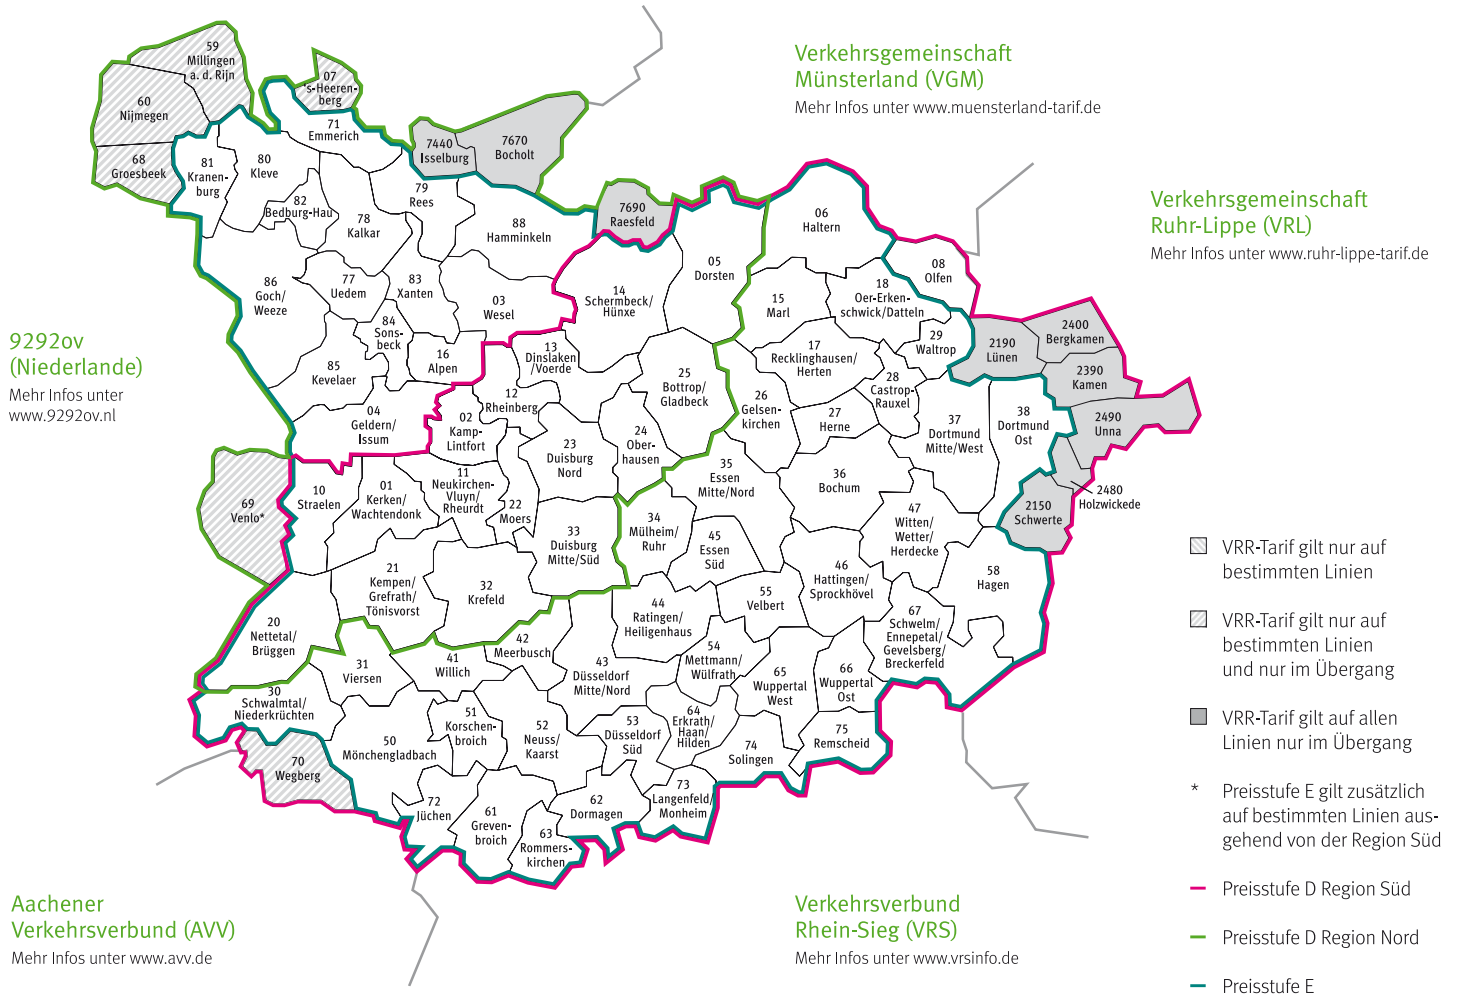 59
Millingen
a. d. Rijn
07
's-Heeren-
berg
60
Nijmegen
68
Groesbeek
71
Emmerich
7440
Isselburg
7670
Bocholt
7690
Raesfeld
81
Kranen-
burg
80
Kleve
82
Bedburg-Hau
78
Kalkar
79
Rees
88
Hamminkeln
86
Goch/
Weeze
77
Uedem
83
Xanten
03
Wesel
84
Sons-
beck
16
Alpen
85
Kevelaer
04
Geldern/
Issum
14
Schermbeck/
Hünxe
05
Dorsten
06
Haltern
08
Olfen
15
Marl
18
Oer-Erken-
schwick/Datteln
29
Waltrop
2190
Lünen
2400
Bergkamen
2390
Kamen
2490
Unna
2480
Holzwickede
2150
Schwerte
13
Dinslaken/
Voerde
12
Rheinberg
02
Kamp-
Lintfort
25
Bottrop/
Gladbeck
17
Recklinghausen/
Herten
28
Castrop-
Rauxel
26
Gelsen-
kirchen
27
Herne
37
Dortmund
Mitte/West
38
Dortmund
Ost
24
Ober-
hausen
23
Duisburg
Nord
11
Neukirchen-
Vluyn/
Rheurdt
22
Moers
10
Straelen
01
Kerken/
Wachtendonk
69
Venlo*
35
Essen
Mitte/Nord
36
Bochum
47
Witten/
Wetter/
Herdecke
34
Mülheim/
Ruhr
33
Duisburg
Mitte/Süd
45
Essen
Süd
46
Hattingen/
Sprockhövel
58
Hagen
21
Kempen/
Grefrath/
Tönisvorst
32
Krefeld
44
Ratingen/
Heiligenhaus
55
Velbert
67
Schwelm/
Ennepetal/
Gevelsberg/
Breckerfeld
20
Nettetal/
Brüggen
31
Viersen
41
Willich
42
Meerbusch
43
Düsseldorf
Mitte/Nord
54
Mettmann/
Wülfrath
65
Wuppertal
West
66
Wuppertal
Ost
30
Schwalmtal/
Niederkrüchten
50
Mönchengladbach
51
Korschen-
broich
52
Neuss/
Kaarst
53
Düsseldorf
Süd
64
Erkrath/
Haan/
Hilden
74
Solingen
75
Remscheid
70
Wegberg
72
Jüchen
61
Greven-
broich
63
Rommers-
kirchen
62
Dormagen
73
Langenfeld/
Monheim
Verkehrsgemeinschaft
Münsterland (VGM)
Mehr Infos unter www.muensterland-tarif.de
Verkehrsgemeinschaft
Ruhr-Lippe (VRL)
Mehr Infos unter www.ruhr-lippe-tarif.de
9292ov
(Niederlande)
Mehr Infos unter
www.9292ov.nl
Aachener
Verkehrsverbund (AVV)
Mehr Infos unter www.avv.de
Verkehrsverbund
Rhein-Sieg (VRS)
Mehr Infos unter www.vrsinfo.de
VRR-Tarif gilt nur auf
bestimmten Linien
VRR-Tarif gilt nur auf
bestimmten Linien
und nur im Übergang
VRR-Tarif gilt auf allen
Linien nur im Übergang
* Preisstufe E gilt zusätzlich
auf bestimmten Linien aus-
gehend von der Region Süd
Preisstufe D Region Süd
Preisstufe D Region Nord
Preisstufe E